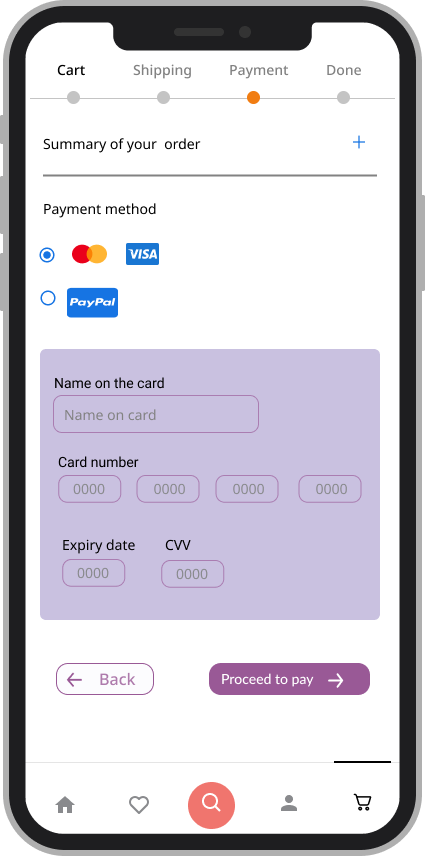 Cart Shipping Payment Done
Summary of your order
Payment method
VISA
PayPal
Name on the card
Name on card
Card number
0000 0000 0000 0000
Expiry date CVV
0000 0000
Back Proceed to pay